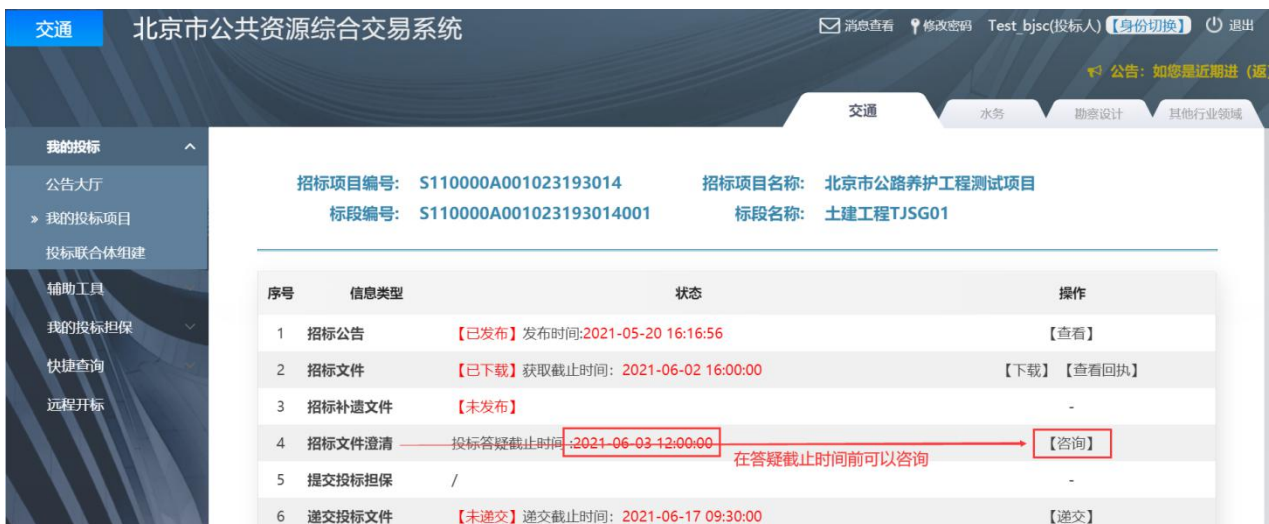 交通 北京市公共资源综合交易系统 消息查看 修改密码 Test_bjsc(投标人) 【身份切换】 退出
公告：如您是近期进（返
交通 水务 勘察设计 其他行业领域
我的投标
公告大厅
» 我的投标项目
投标联合体组建
辅助工具
我的投标担保
快捷查询
远程开标
招标项目编号: S110000A001023193014 招标项目名称: 北京市公路养护工程测试项目
标段编号: S110000A001023193014001 标段名称: 土建工程TJSG01
序号 信息类型 状态 操作
1 招标公告 【已发布】发布时间:2021-05-20 16:16:56 【查看】
2 招标文件 【已下载】获取截止时间：2021-06-02 16:00:00 【下载】 【查看回执】
3 招标补遗文件 【未发布】 -
4 招标文件澄清 投标答疑截止时间 :2021-06-03 12:00:00 【咨询】
在答疑截止时间前可以咨询
5 提交投标担保 / -
6 递交投标文件 【未递交】递交截止时间：2021-06-17 09:30:00 【递交】